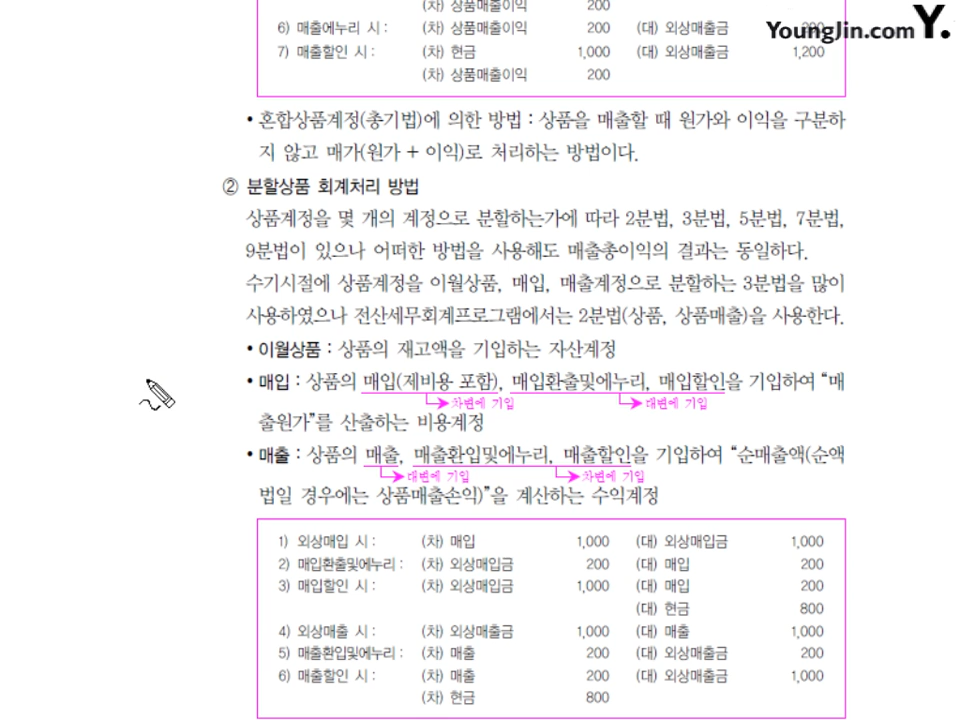 (차) 상품매출이익 200
YoungJin.com Y.
6) 매출에누리 시 : (차) 상품매출이익 200 (대) 외상매출금 200
7) 매출할인 시 : (차) 현금 1,000 (대) 외상매출금 1,200
(차) 상품매출이익 200
• 혼합상품계정(총기법)에 의한 방법 : 상품을 매출할 때 원가와 이익을 구분하
지 않고 매가(원가 + 이익)로 처리하는 방법이다.
② 분할상품 회계처리 방법
상품계정을 몇 개의 계정으로 분할하는가에 따라 2분법, 3분법, 5분법, 7분법,
9분법이 있으나 어떠한 방법을 사용해도 매출총이익의 결과는 동일하다.
수기시절에 상품계정을 이월상품, 매입, 매출계정으로 분할하는 3분법을 많이
사용하였으나 전산세무회계프로그램에서는 2분법(상품, 상품매출)을 사용한다.
• 이월상품 : 상품의 재고액을 기입하는 자산계정
• 매입 : 상품의 매입(제비용 포함), 매입환출및에누리, 매입할인을 기입하여 “매
차변에 기입 대변에 기입
출원가”를 산출하는 비용계정
• 매출 : 상품의 매출, 매출환입및에누리, 매출할인을 기입하여 “순매출액(순액
대변에 기입 차변에 기입
법일 경우에는 상품매출손익)”을 계산하는 수익계정
1) 외상매입 시 : (차) 매입 1,000 (대) 외상매입금 1,000
2) 매입환출및에누리 : (차) 외상매입금 200 (대) 매입 200
3) 매입할인 시 : (차) 외상매입금 1,000 (대) 매입 200
(대) 현금 800
4) 외상매출 시 : (차) 외상매출금 1,000 (대) 매출 1,000
5) 매출환입및에누리 : (차) 매출 200 (대) 외상매출금 200
6) 매출할인 시 : (차) 매출 200 (대) 외상매출금 1,000
(차) 현금 800